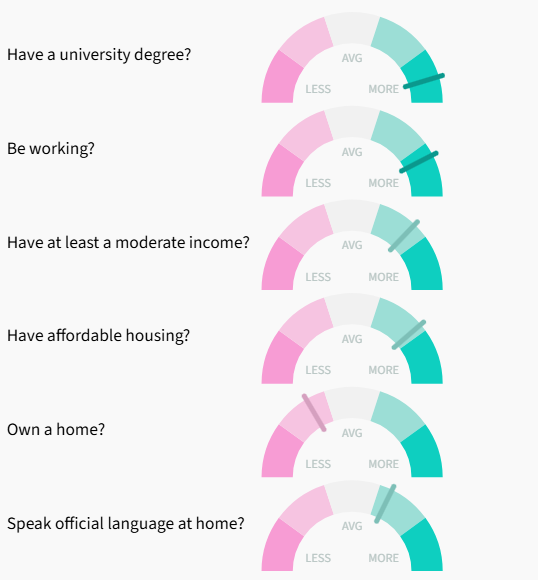 Have a university degree?
AVG
LESS MORE
Be working?
AVG
LESS MORE
Have at least a moderate income?
AVG
LESS MORE
Have affordable housing?
AVG
LESS MORE
Own a home?
AVG
LESS MORE
Speak official language at home?
AVG
LESS MORE